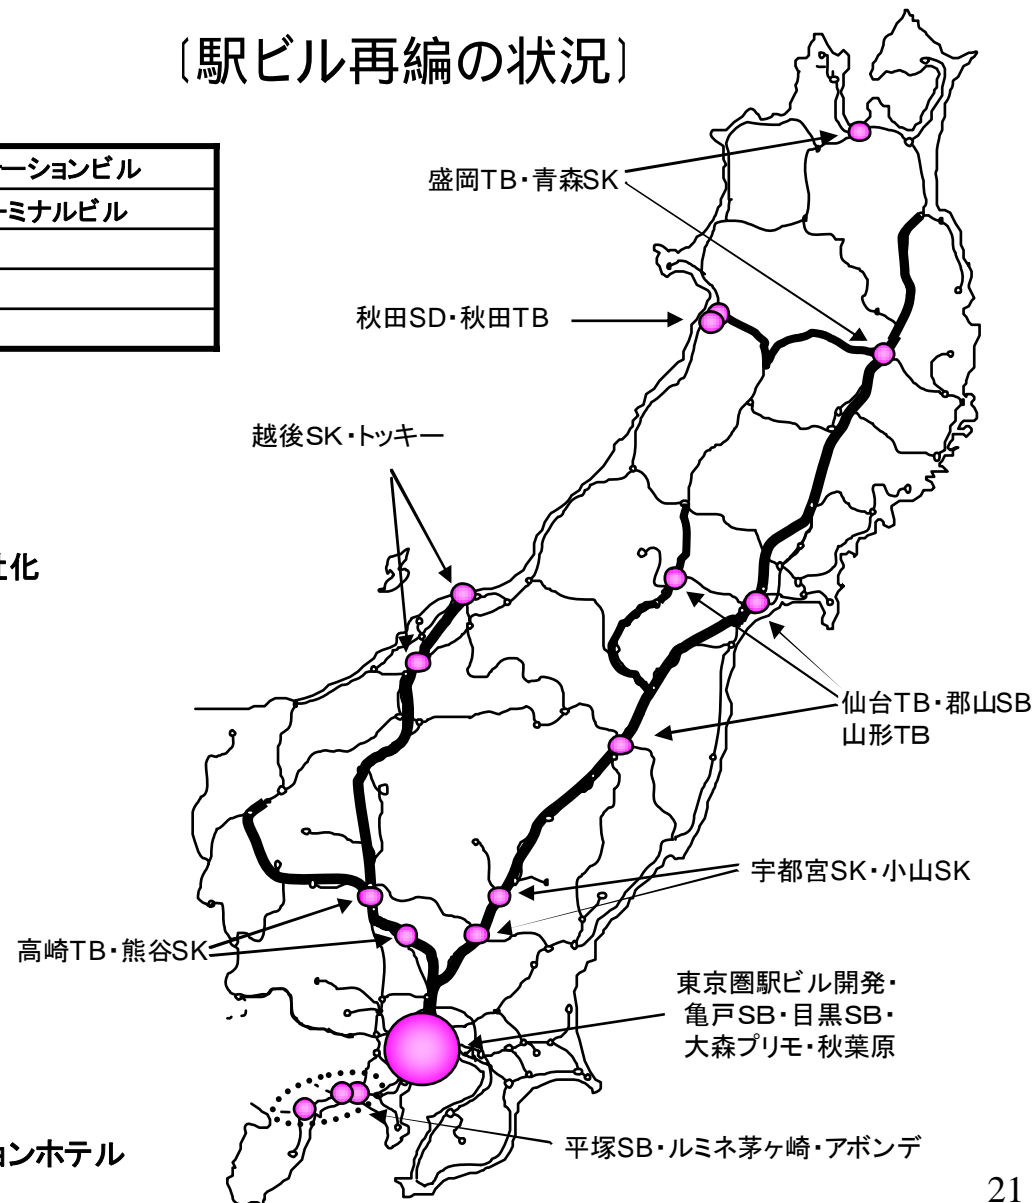 〔駅ビル再編の状況〕
ーションビル
ーミナルビル
盛岡TB・青森SK
秋田SD・秋田TB
越後SK・トッキー
社化
仙台TB・郡山SB
山形TB
宇都宮SK・小山SK
高崎TB・熊谷SK
東京圏駅ビル開発・
亀戸SB・目黒SB・
大森プリモ・秋葉原
平塚SB・ルミネ茅ヶ崎・アボンデ
ョンホテル
21